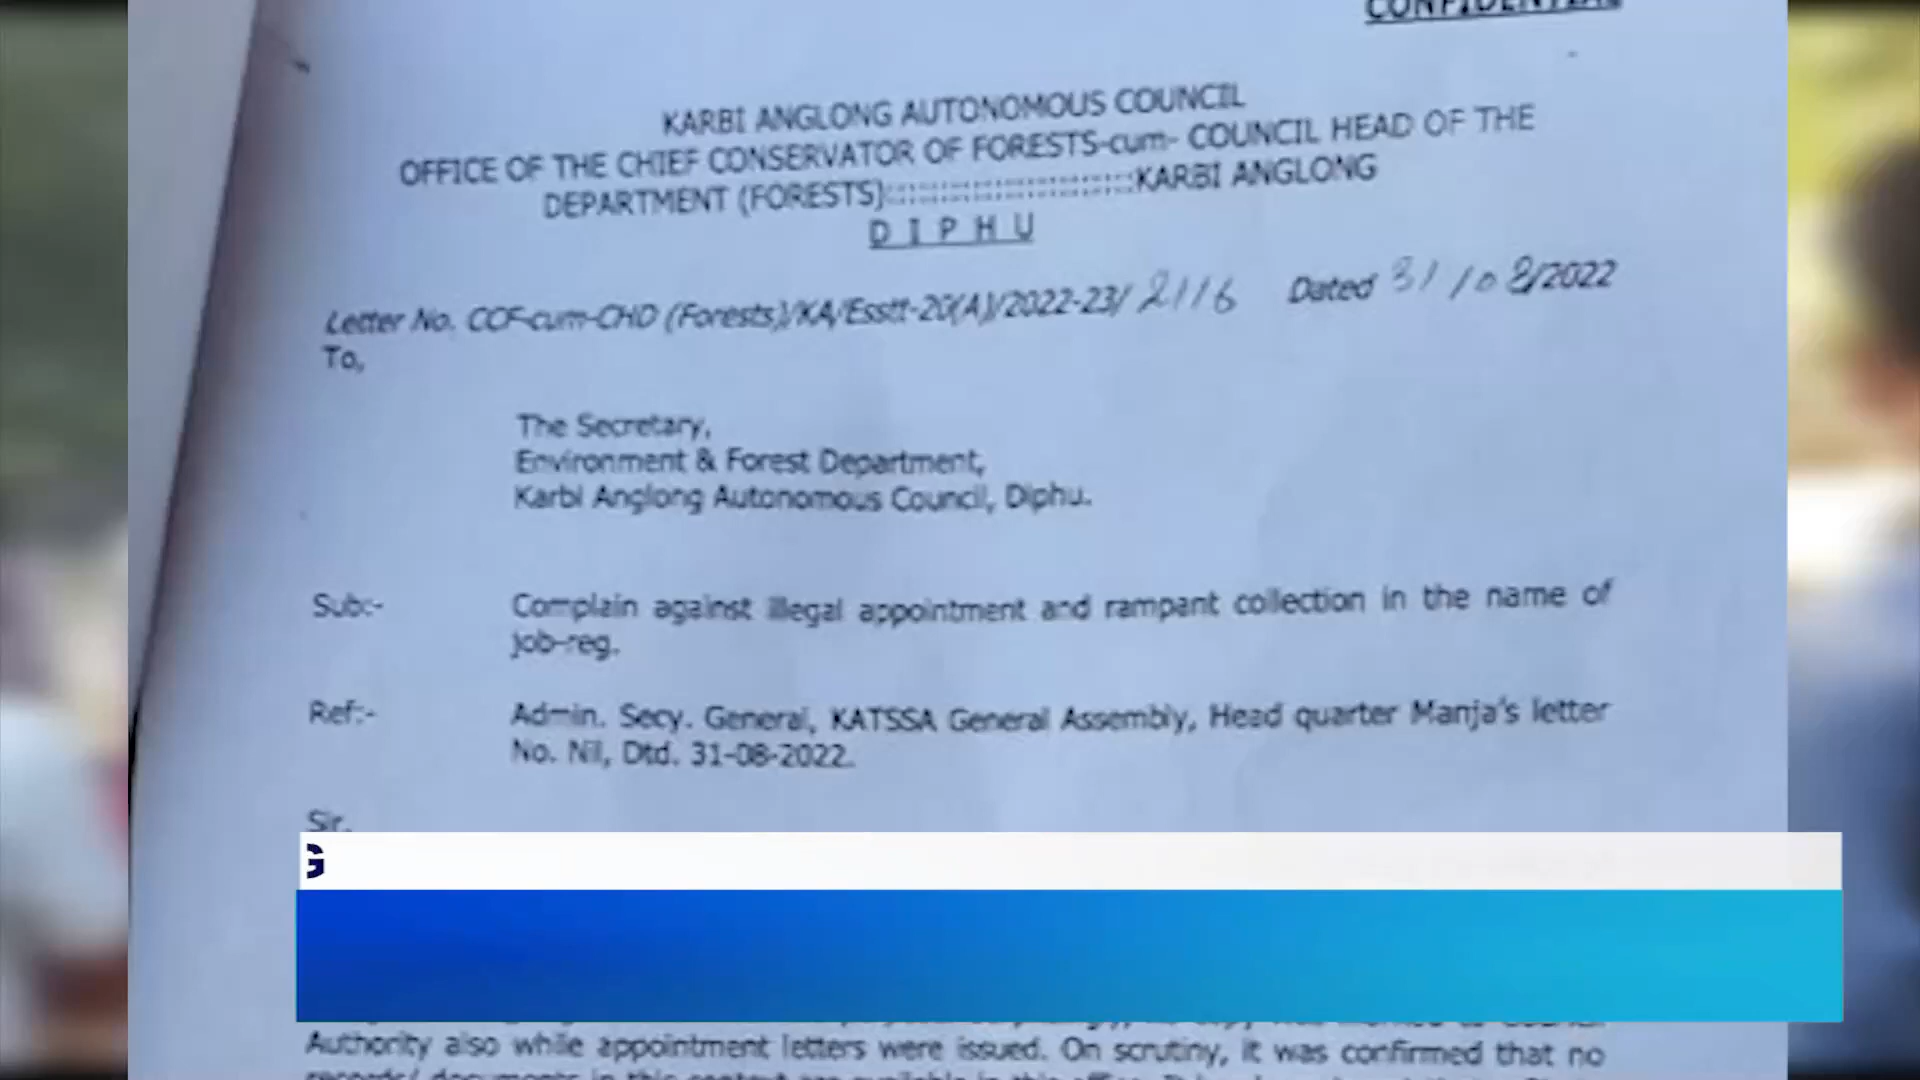 CONFIDENTIAL
KARBI ANGLONG AUTONOMOUS COUNCIL
OFFICE OF THE CHIEF CONSERVATOR OF FORESTS-cum- COUNCIL HEAD OF THE
DEPARTMENT (FORESTS)::::::::::::::::::::::::::KARBI ANGLONG
D I P H U
Letter No. CCF-cum-CHD (Forests)/KA/Esstt-20(A)/2022-23/ 2116 Dated 31/08/2022
To,
The Secretary,
Environment & Forest Department,
Karbi Anglong Autonomous Council, Diphu.
Sub:- Complain against illegal appointment and rampant collection in the name of
job-reg.
Ref:- Admin. Secy. General, KATSSA General Assembly, Head quarter Manja's letter
No. Nil, Dtd. 31-08-2022.
Sir,
G
Authority also while appointment letters were issued. On scrutiny, it was confirmed that no